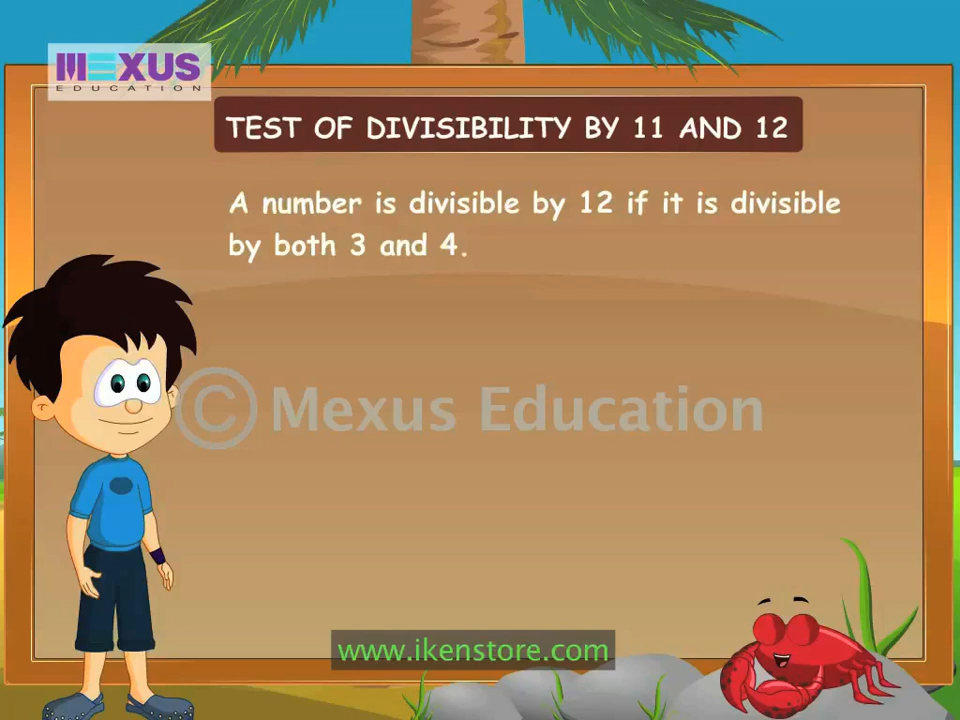 MEXUS
EDUCATION
TEST OF DIVISIBILITY BY 11 AND 12
A number is divisible by 12 if it is divisible
by both 3 and 4.
© Mexus Education
www.ikenstore.com